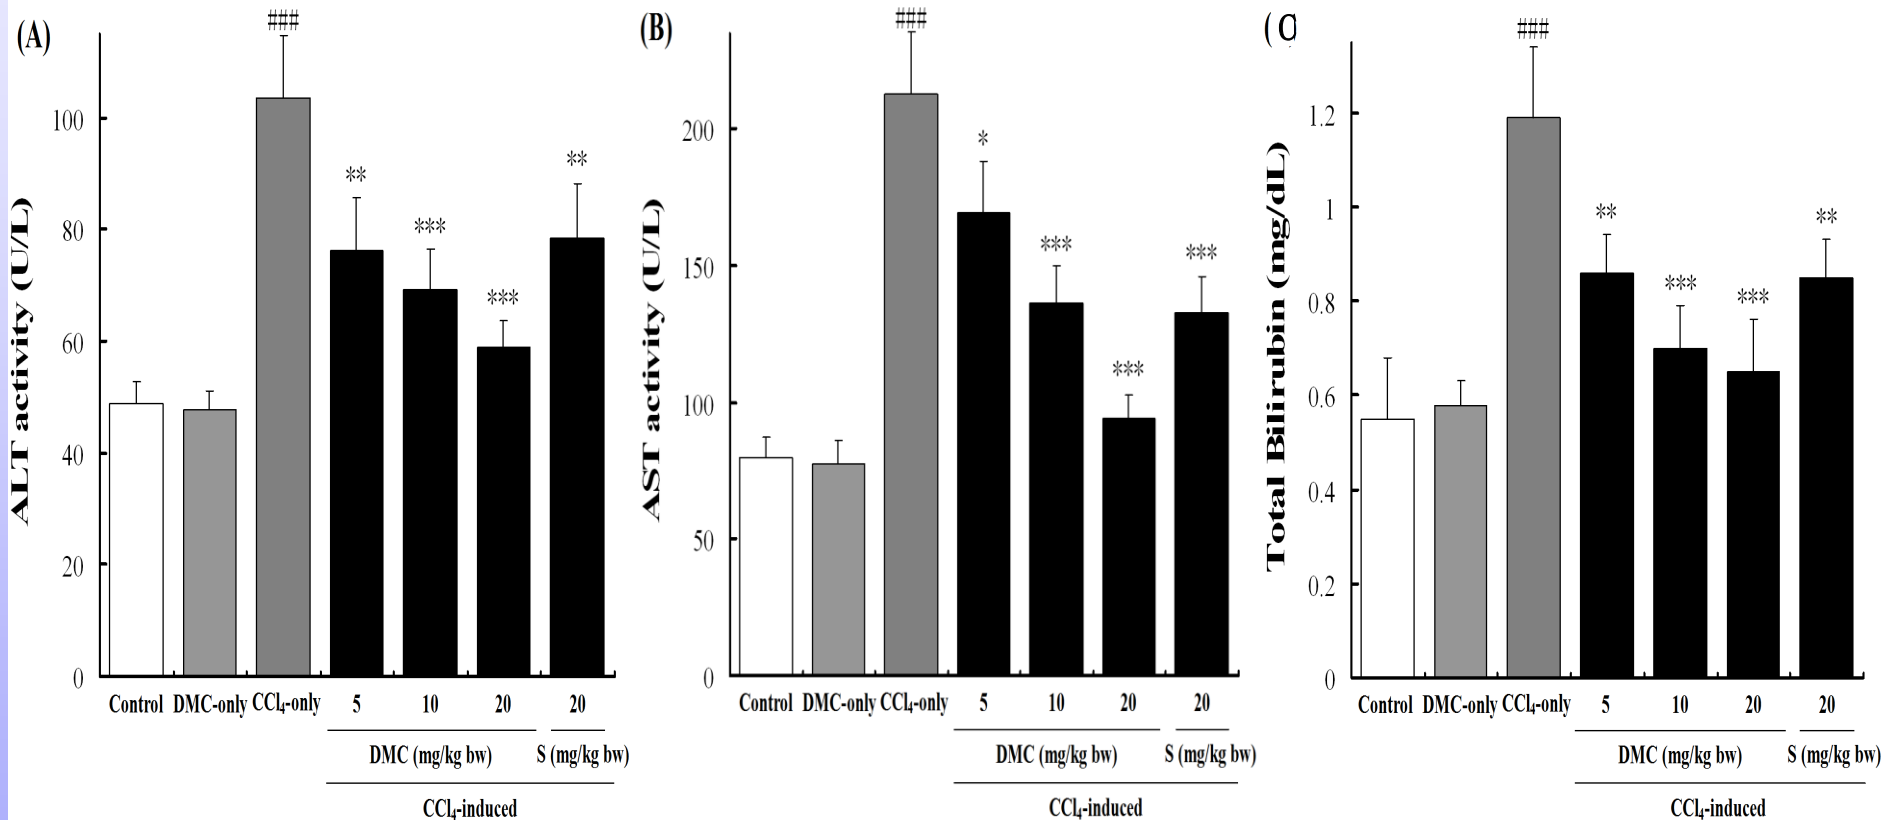 (A)
###
100
80
60
40
20
0
ALT activity (U/L)
**
***
***
**
Control DMC-only CCl₄-only 5 10 20 20
DMC (mg/kg bw) S (mg/kg bw)
CCl₄-induced
(B)
###
200
150
100
50
0
AST activity (U/L)
*
***
***
***
Control DMC-only CCl₄-only 5 10 20 20
DMC (mg/kg bw) S (mg/kg bw)
CCl₄-induced
(C)
###
1.2
1
0.8
0.6
0.4
0.2
0
Total Bilirubin (mg/dL)
**
***
***
**
Control DMC-only CCl₄-only 5 10 20 20
DMC (mg/kg bw) S (mg/kg bw)
CCl₄-induced